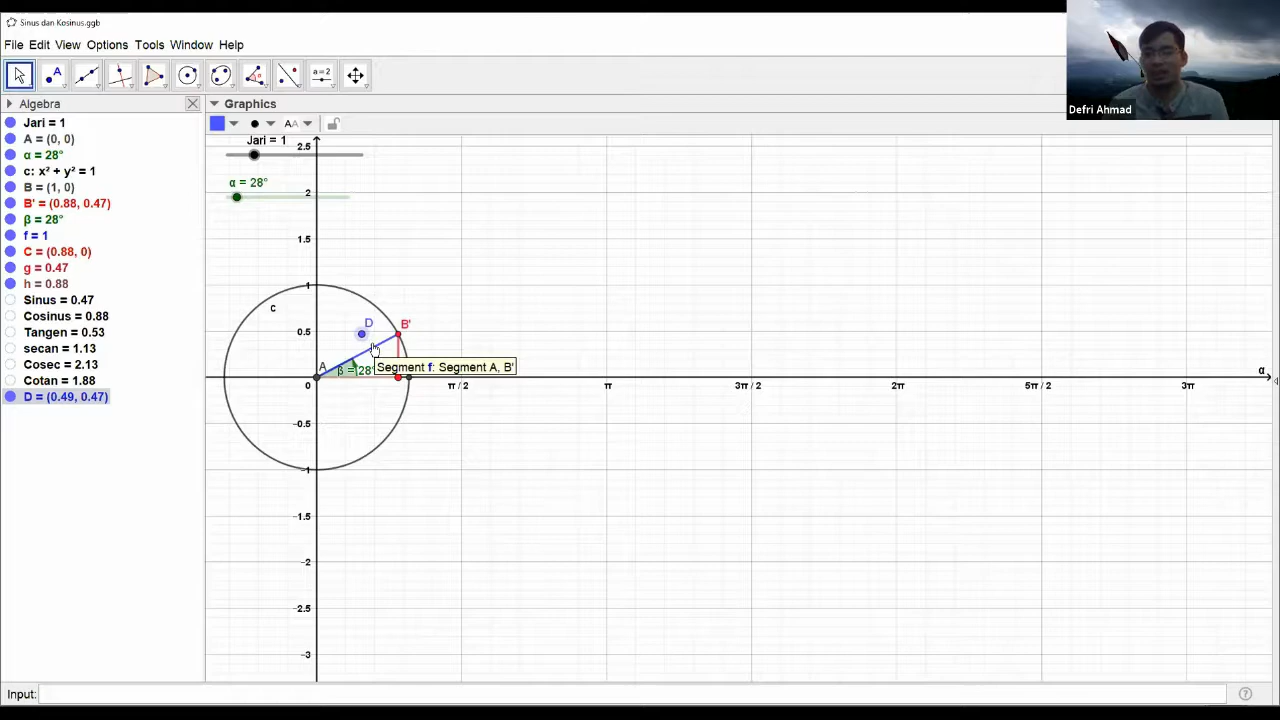 Sinus dan Kosinus.ggb
File Edit View Options Tools Window Help
A
a=2
Defri Ahmad
Algebra
Graphics
AA
Jari = 1
A = (0, 0)
α = 28°
c: x² + y² = 1
B = (1, 0)
B' = (0.88, 0.47)
β = 28°
f = 1
C = (0.88, 0)
g = 0.47
h = 0.88
Sinus = 0.47
Cosinus = 0.88
Tangen = 0.53
secan = 1.13
Cosec = 2.13
Cotan = 1.88
D = (0.49, 0.47)
Jari = 1
α = 28°
2.5
2
1.5
1
0.5
0
−0.5
−1
−1.5
−2
−2.5
−3
c
D
B'
A
β = 28°
Segment f: Segment A, B'
π / 2
π
3π / 2
2π
5π / 2
3π
α
Input: